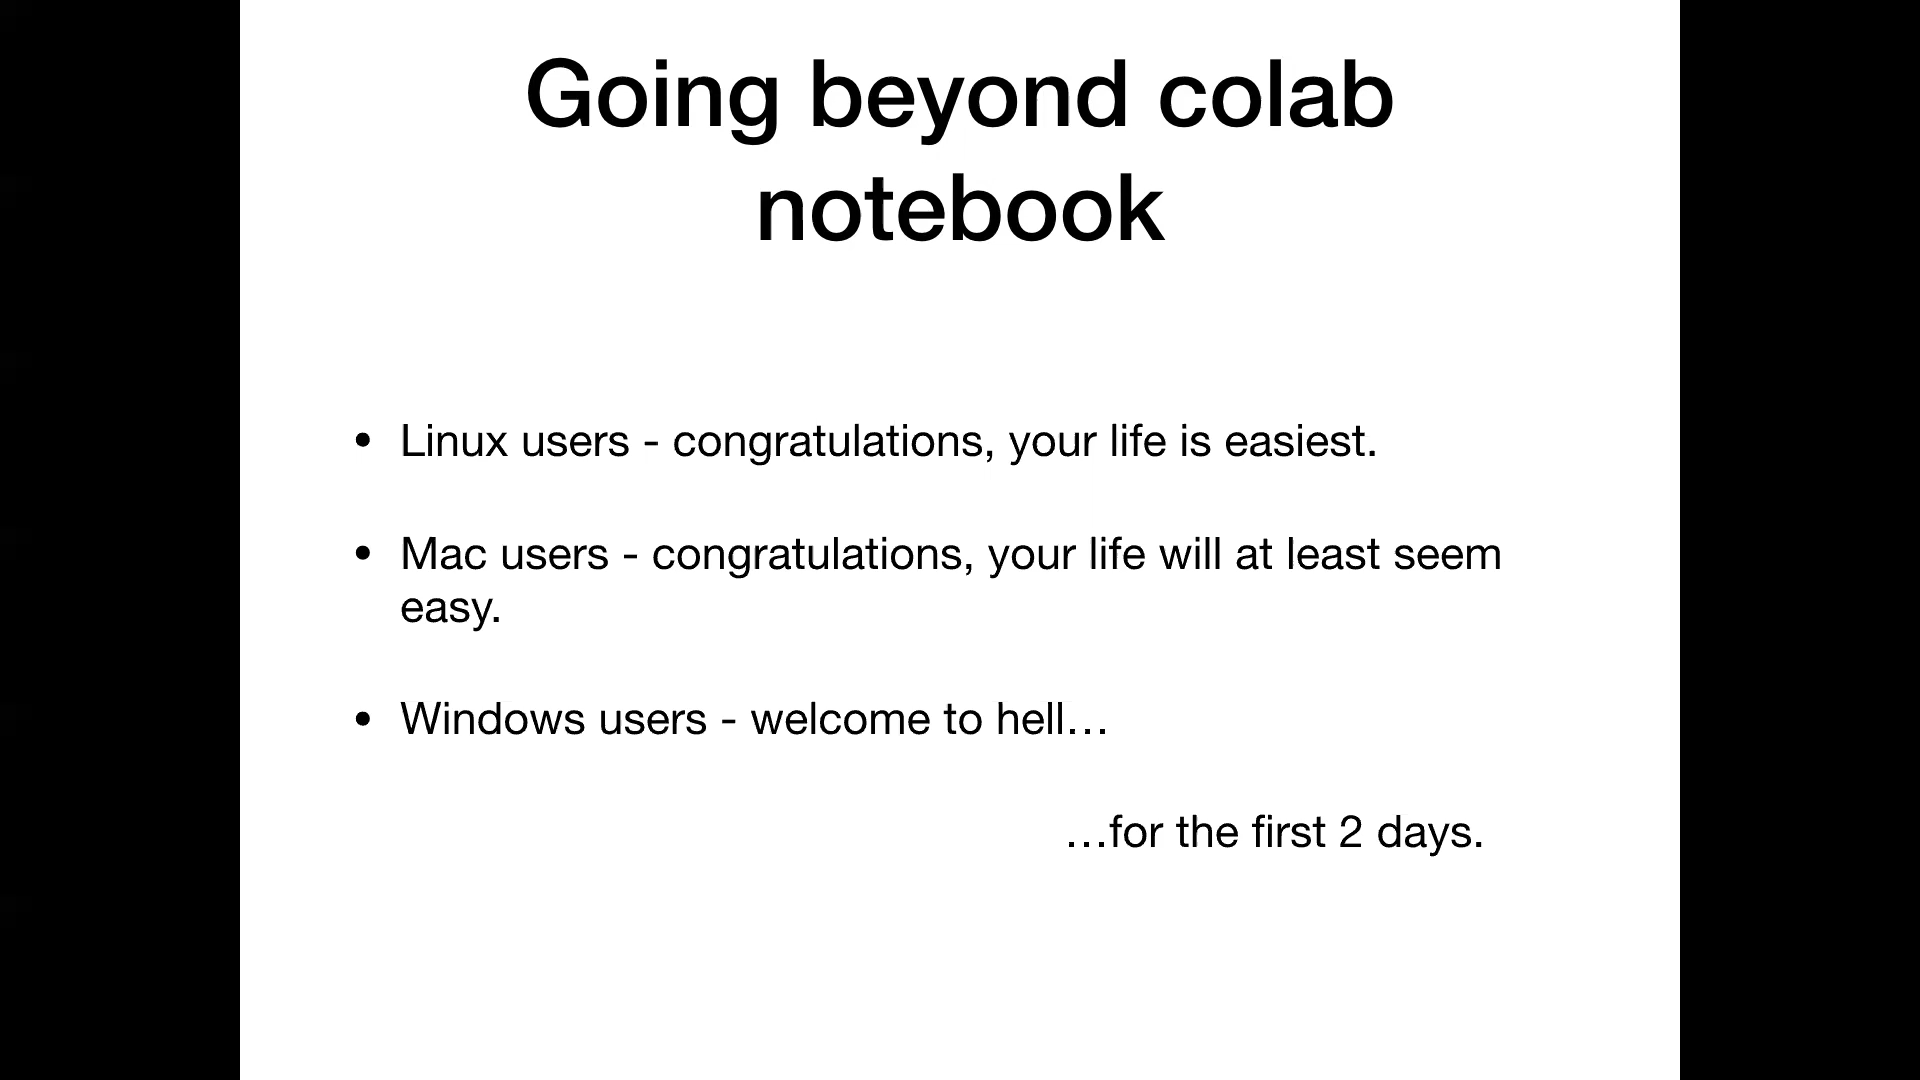 Going beyond colab
notebook
• Linux users - congratulations, your life is easiest.
• Mac users - congratulations, your life will at least seem
easy.
• Windows users - welcome to hell…
…for the first 2 days.